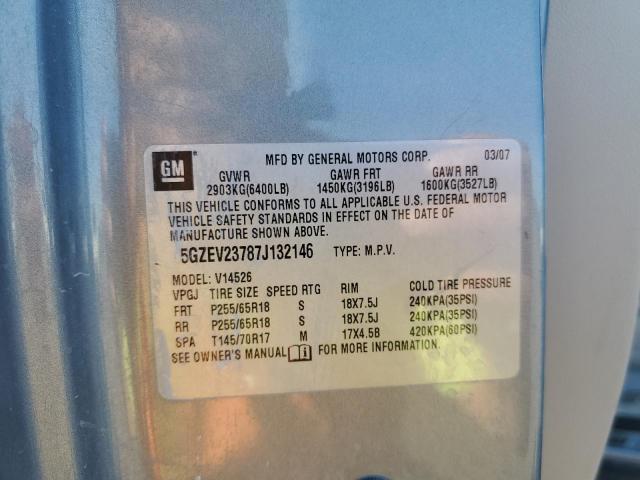 GM ® MFD BY GENERAL MOTORS CORP. 03/07
GVWR GAWR FRT GAWR RR
2903KG(6400LB) 1450KG(3196LB) 1600KG(3527LB)
THIS VEHICLE CONFORMS TO ALL APPLICABLE U.S. FEDERAL MOTOR
VEHICLE SAFETY STANDARDS IN EFFECT ON THE DATE OF
MANUFACTURE SHOWN ABOVE.
5GZEV23787J132146 TYPE: M.P.V.
MODEL: V14526
VPGJ TIRE SIZE SPEED RTG RIM COLD TIRE PRESSURE
FRT P255/65R18 S 18X7.5J 240KPA(35PSI)
RR P255/65R18 S 18X7.5J 240KPA(35PSI)
SPA T145/70R17 M 17X4.5B 420KPA(60PSI)
SEE OWNER'S MANUAL i FOR MORE INFORMATION.